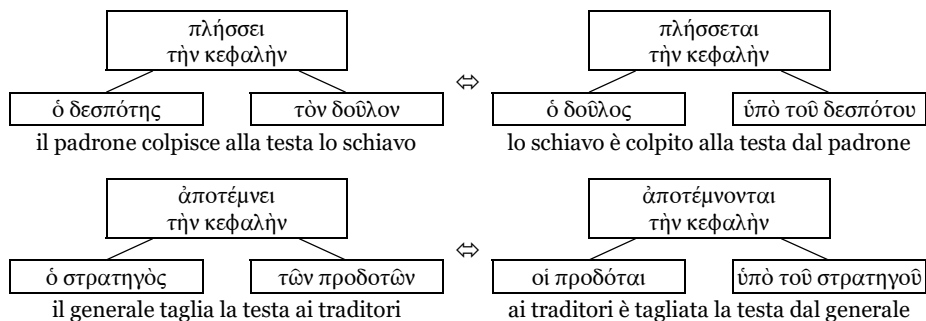 πλήσσει
τὴν κεφαλὴν
ὁ δεσπότης
τὸν δοῦλον
il padrone colpisce alla testa lo schiavo
⇔
πλήσσεται
τὴν κεφαλὴν
ὁ δοῦλος
ὑπὸ τοῦ δεσπότου
lo schiavo è colpito alla testa dal padrone
ἀποτέμνει
τὴν κεφαλὴν
ὁ στρατηγὸς
τῶν προδοτῶν
il generale taglia la testa ai traditori
⇔
ἀποτέμνονται
τὴν κεφαλὴν
οἱ προδόται
ὑπὸ τοῦ στρατηγοῦ
ai traditori è tagliata la testa dal generale